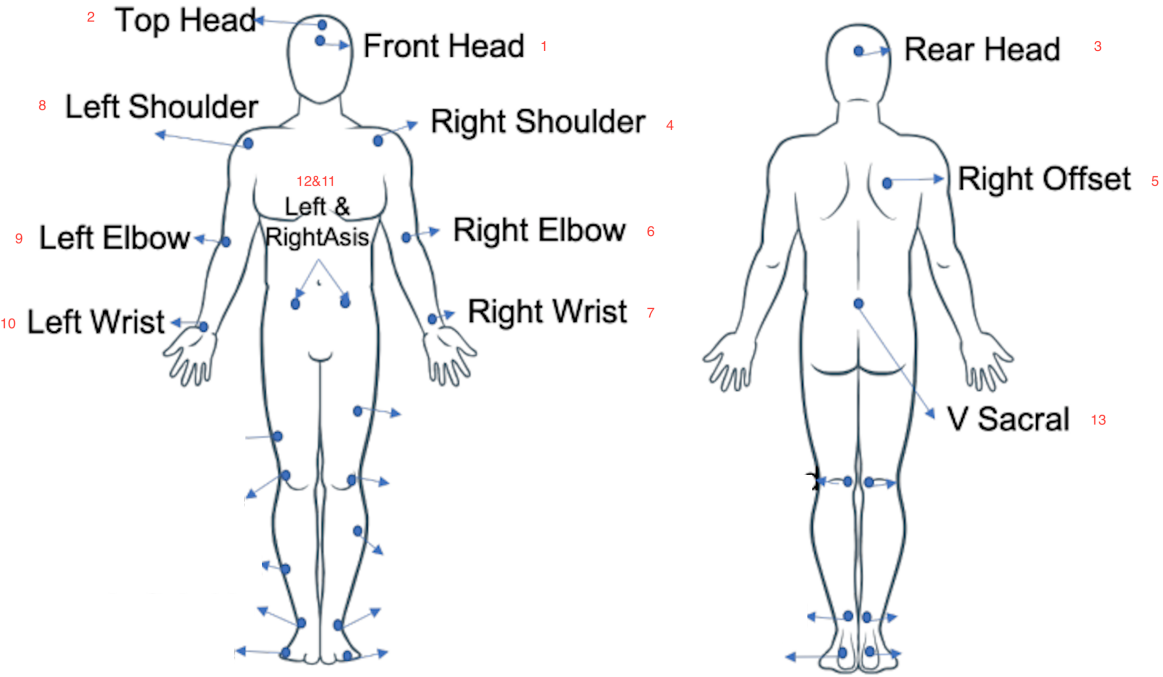 2 Top Head
Front Head 1
Rear Head 3
8 Left Shoulder
Right Shoulder 4
12&11
Left &
RightAsis
Right Offset 5
9 Left Elbow
Right Elbow 6
10 Left Wrist
Right Wrist 7
V Sacral 13